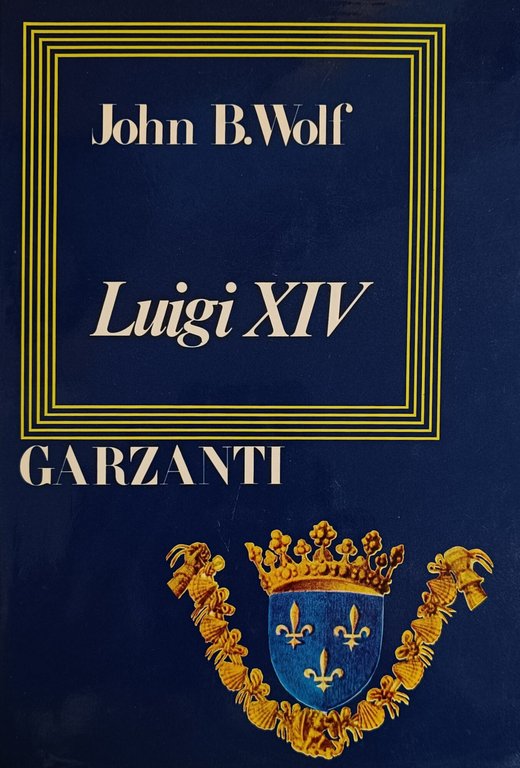 John B. Wolf
Luigi XIV
GARZANTI